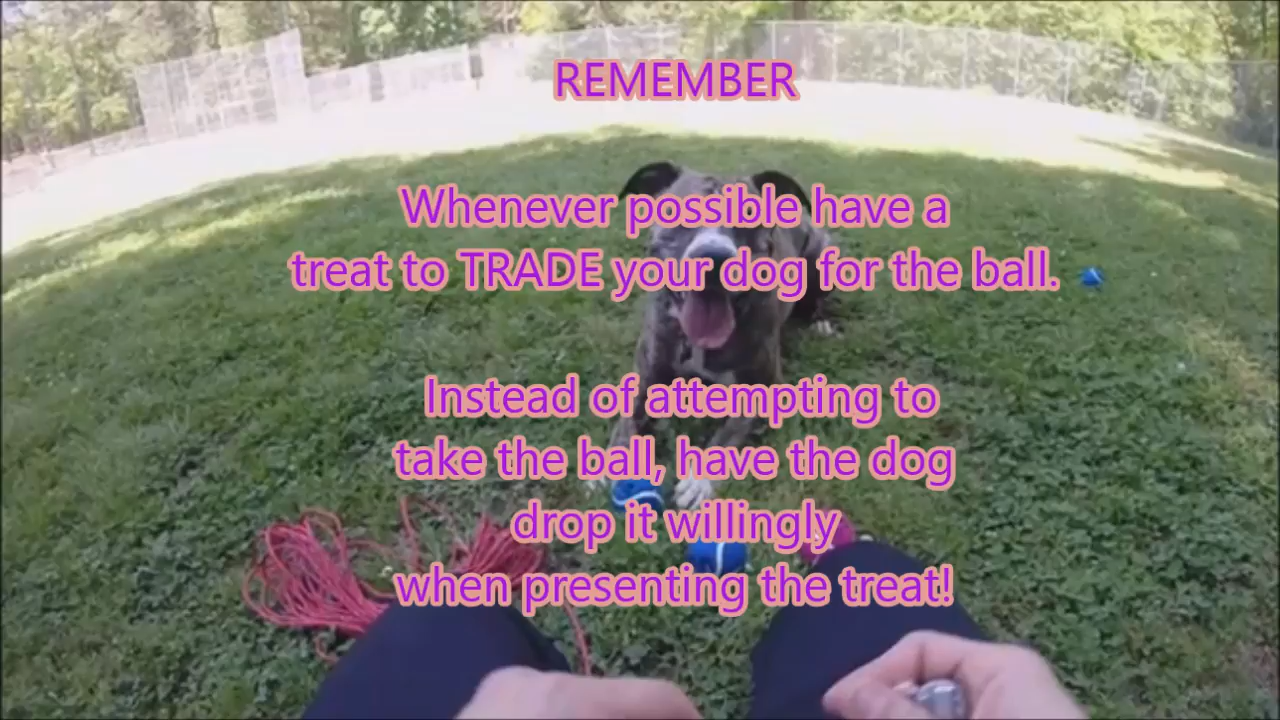 REMEMBER
Whenever possible have a
treat to TRADE your dog for the ball.
Instead of attempting to
take the ball, have the dog
drop it willingly
when presenting the treat!